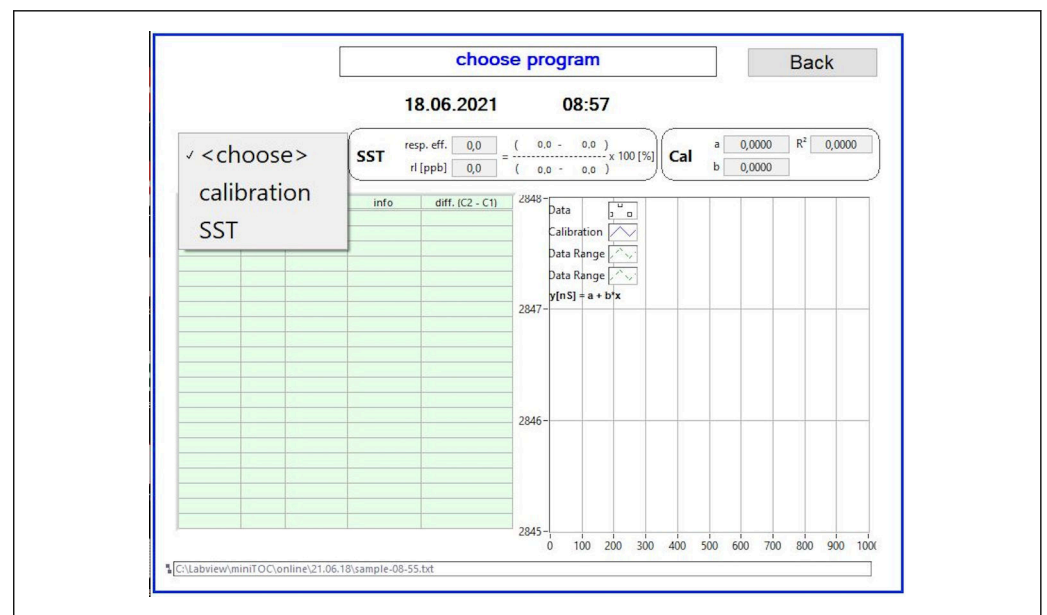 choose program
Back
18.06.2021 08:57
✓ <choose>
calibration
SST
SST
resp. eff. 0,0
rl [ppb] 0,0
= ( 0,0 - 0,0 ) / ( 0,0 - 0,0 ) x 100 [%]
Cal
a 0,0000 R² 0,0000
b 0,0000
info diff. (C2 - C1)
2848
Data
Calibration
Data Range
Data Range
y[nS] = a + b*x
2847
2846
2845
0 100 200 300 400 500 600 700 800 900
C:\Labview\miniTOC\online\21.06.18\sample-08-55.txt